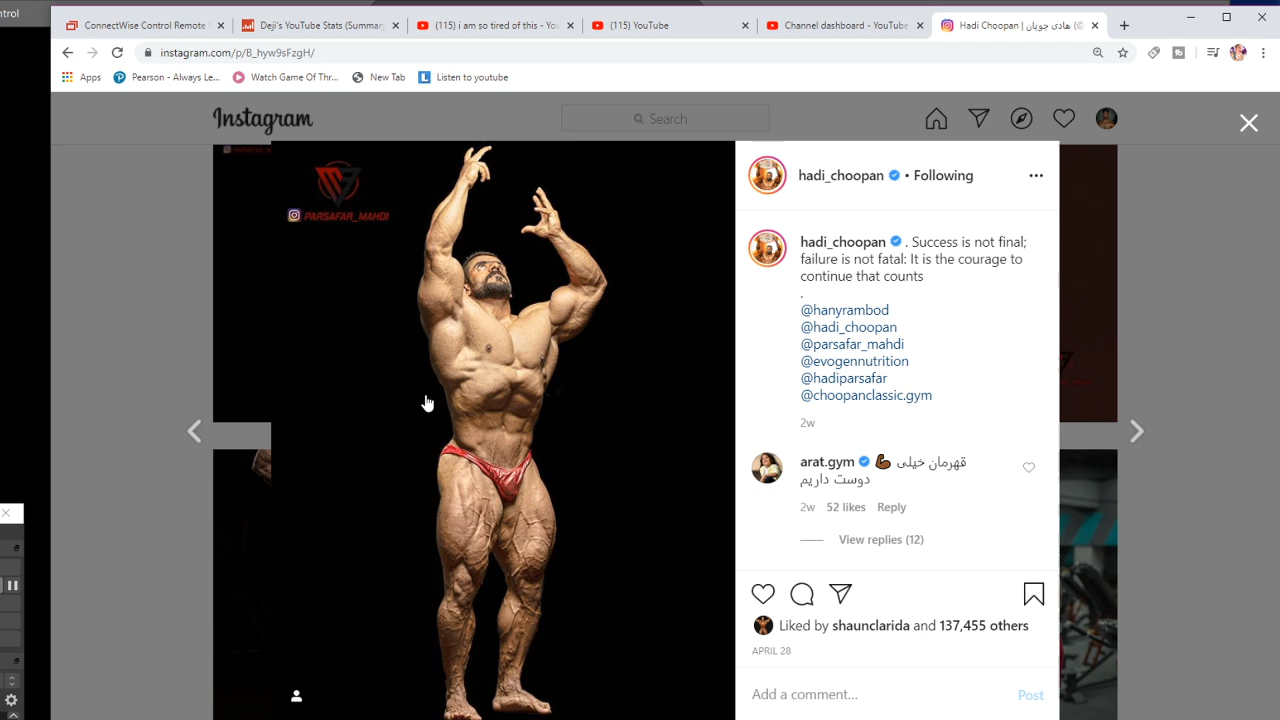 ntrol
ConnectWise Control Remote
Deji's YouTube Stats (Summar
(115) i am so tired of this - You
(115) YouTube
Channel dashboard - YouTube
Hadi Choopan | هادی چوپان (@
instagram.com/p/B_hyw9sFzgH/
Apps
Pearson - Always Le...
Watch Game Of Thr...
New Tab
Listen to youtube
Instagram
Search
PARSAFAR_MAHDI
hadi_choopan • Following
hadi_choopan . Success is not final;
failure is not fatal: It is the courage to
continue that counts
.
@hanyrambod
@hadi_choopan
@parsafar_mahdi
@evogennutrition
@hadiparsafar
@choopanclassic.gym
2w
arat.gym 💪🏾 قهرمان خیلی
دوست داریم
2w 52 likes Reply
View replies (12)
Liked by shaunclarida and 137,455 others
APRIL 28
Add a comment...
Post